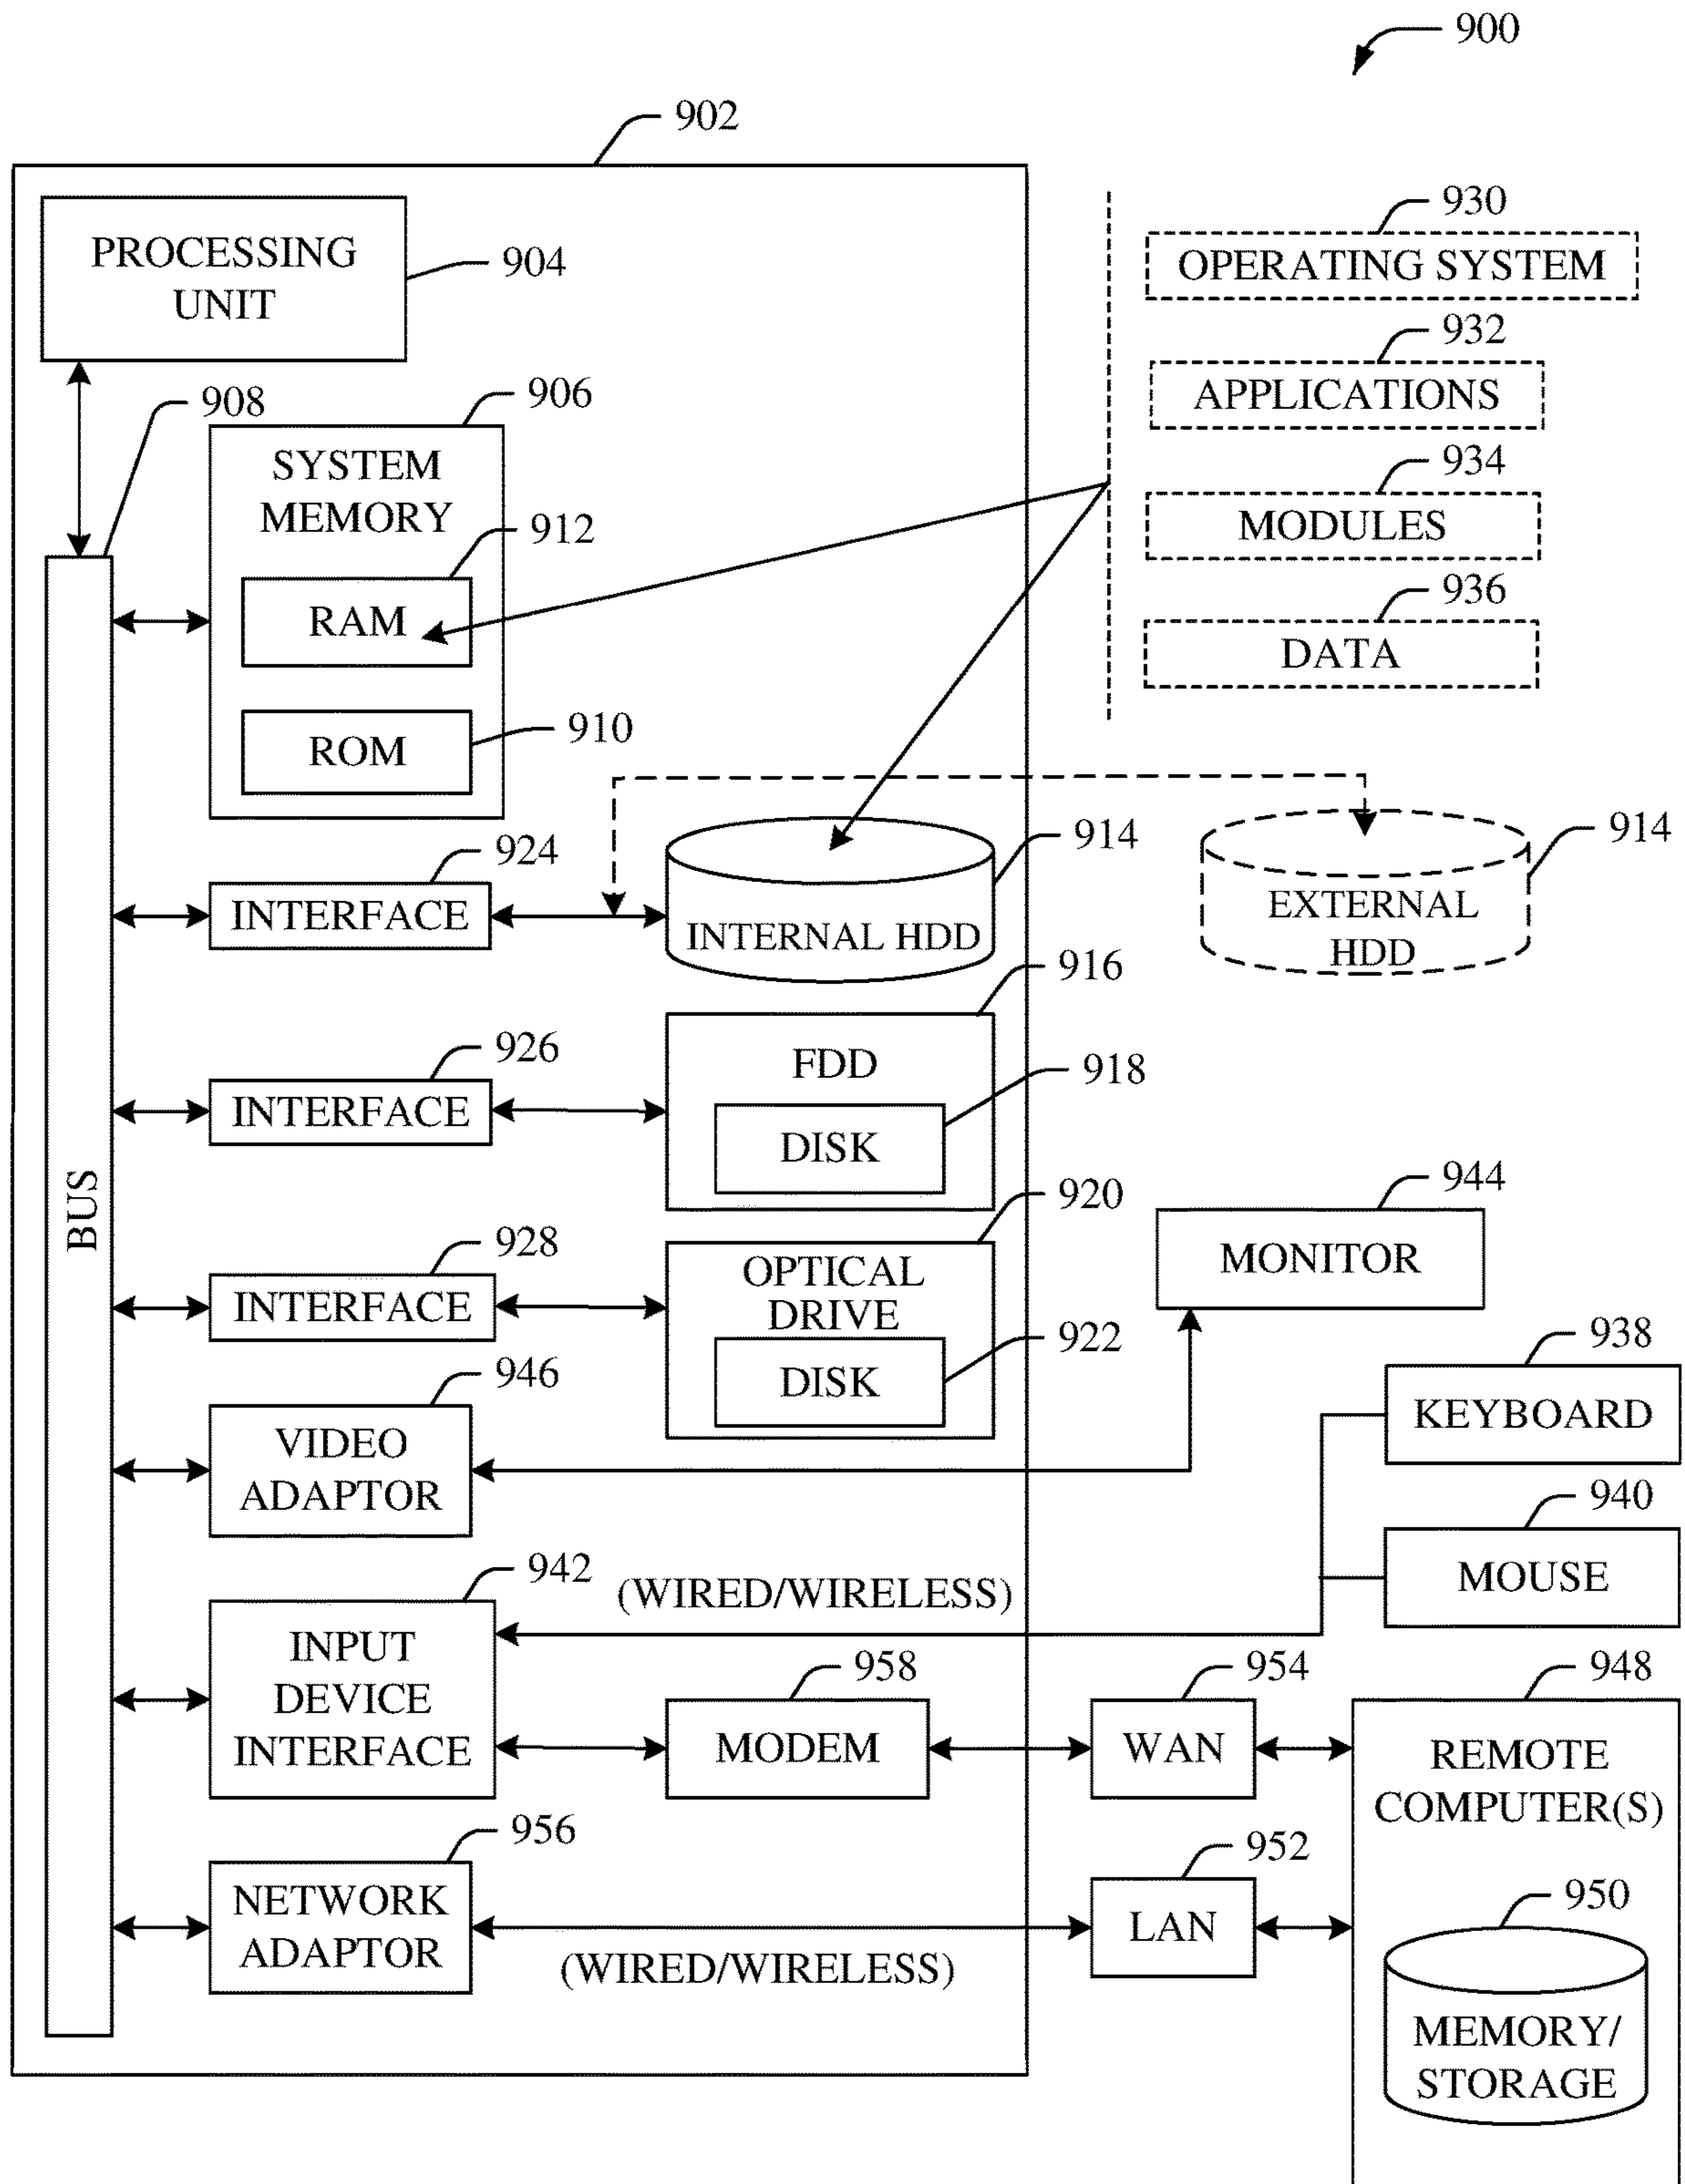 900
902
PROCESSING
UNIT
904
930
OPERATING SYSTEM
932
APPLICATIONS
934
MODULES
936
DATA
908
906
SYSTEM
MEMORY
912
RAM
910
ROM
924
INTERFACE
914
INTERNAL HDD
914
EXTERNAL
HDD
916
926
INTERFACE
FDD
918
DISK
BUS
920
928
INTERFACE
OPTICAL
DRIVE
922
DISK
944
MONITOR
938
KEYBOARD
946
VIDEO
ADAPTOR
940
MOUSE
942
(WIRED/WIRELESS)
INPUT
DEVICE
INTERFACE
958
MODEM
954
WAN
948
REMOTE
COMPUTER(S)
956
NETWORK
ADAPTOR
(WIRED/WIRELESS)
952
LAN
950
MEMORY/
STORAGE